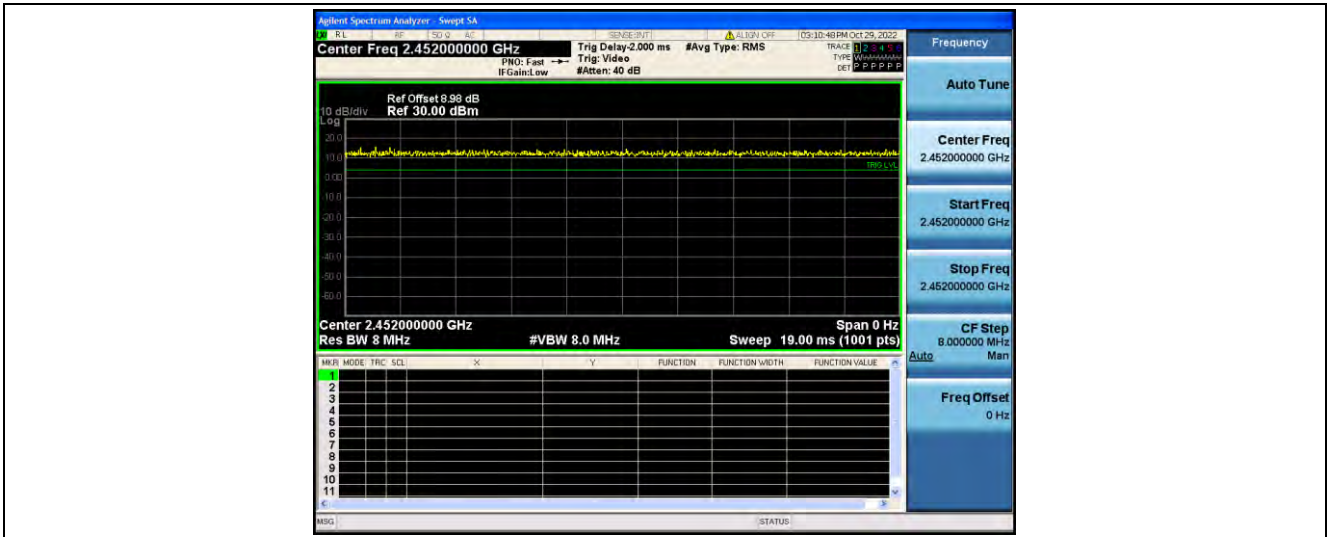 Agilent Spectrum Analyzer - Swept SA
RL RF 50 Ω AC SENSE:INT ALIGN OFF 03:10:48 PM Oct 29, 2022
Center Freq 2.452000000 GHz
PNO: Fast
IFGain:Low
Trig Delay-2.000 ms
Trig: Video
#Atten: 40 dB
#Avg Type: RMS
TRACE 1 2 3 4 5 6
TYPE
DET P P P P P P
Ref Offset 8.98 dB
10 dB/div Ref 30.00 dBm
Log
20.0
10.0
TRIG LVL
0.00
-10.0
-20.0
-30.0
-40.0
-50.0
-60.0
Center 2.452000000 GHz Span 0 Hz
Res BW 8 MHz #VBW 8.0 MHz Sweep 19.00 ms (1001 pts)
MKR MODE TRC SCL X Y FUNCTION FUNCTION WIDTH FUNCTION VALUE
1
2
3
4
5
6
7
8
9
10
11
MSG STATUS
Frequency
Auto Tune
Center Freq
2.452000000 GHz
Start Freq
2.452000000 GHz
Stop Freq
2.452000000 GHz
CF Step
8.000000 MHz
Auto Man
Freq Offset
0 Hz